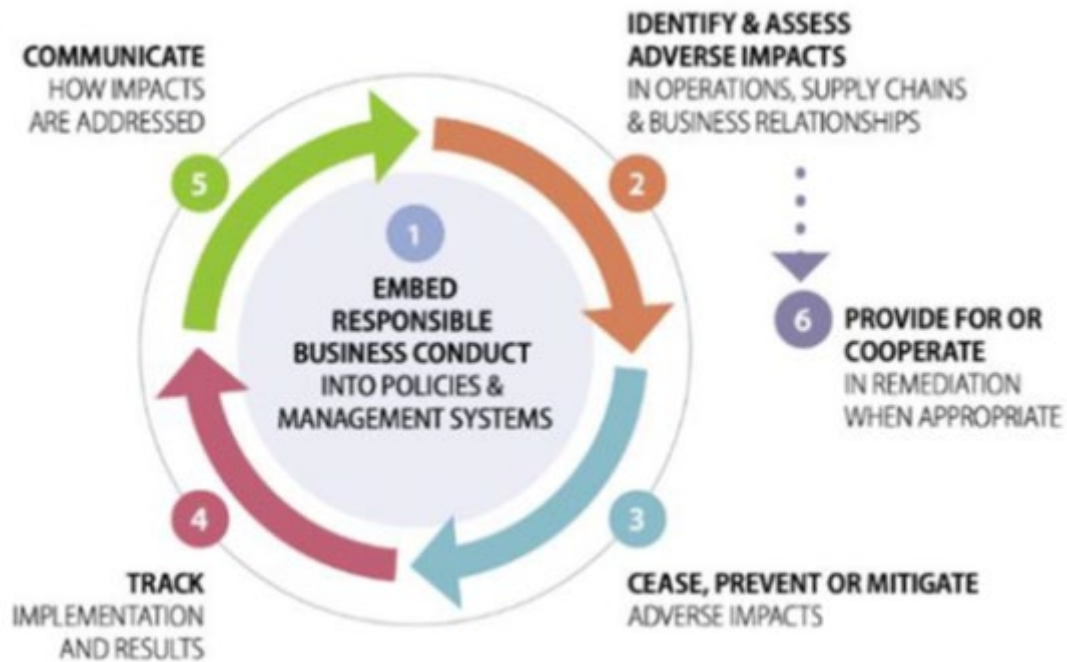 1
EMBED
RESPONSIBLE
BUSINESS CONDUCT
INTO POLICIES &
MANAGEMENT SYSTEMS
2
IDENTIFY & ASSESS
ADVERSE IMPACTS
IN OPERATIONS, SUPPLY CHAINS
& BUSINESS RELATIONSHIPS
3
CEASE, PREVENT OR MITIGATE
ADVERSE IMPACTS
4
TRACK
IMPLEMENTATION
AND RESULTS
5
COMMUNICATE
HOW IMPACTS
ARE ADDRESSED
6
PROVIDE FOR OR
COOPERATE
IN REMEDIATION
WHEN APPROPRIATE